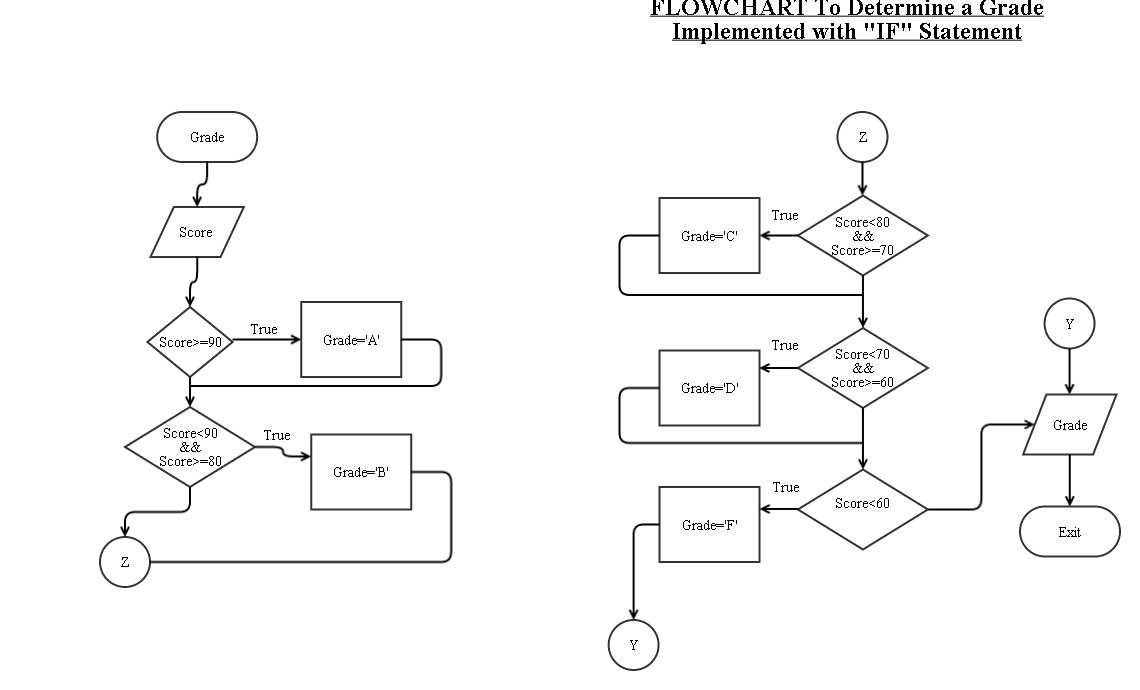 FLOWCHART To Determine a Grade
Implemented with "IF" Statement
Grade
Score
Score>=90
True
Grade='A'
Score<90
&&
Score>=80
True
Grade='B'
Z
Z
Score<80
&&
Score>=70
True
Grade='C'
Score<70
&&
Score>=60
True
Grade='D'
Score<60
True
Grade='F'
Y
Y
Grade
Exit